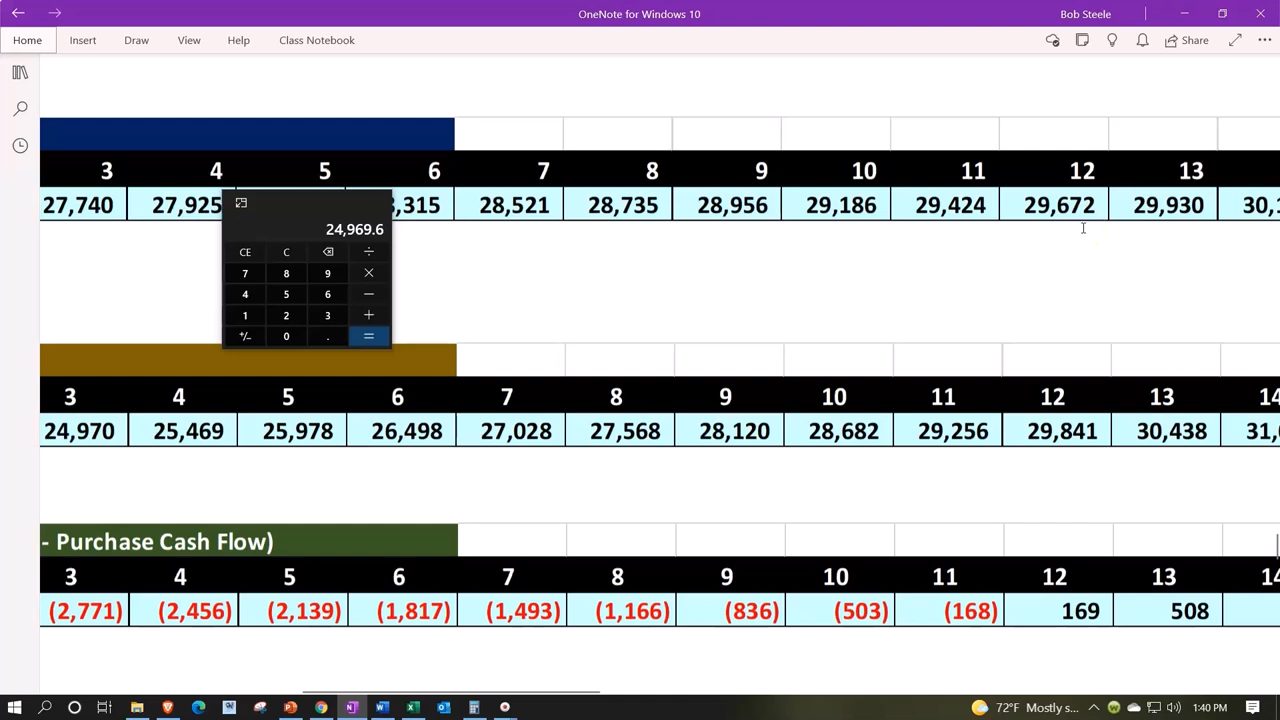 OneNote for Windows 10
Bob Steele
Home Insert Draw View Help Class Notebook Share
3 4 5 6 7 8 9 10 11 12 13
27,740 27,925 ,315 28,521 28,735 28,956 29,186 29,424 29,672 29,930 30,1
24,969.6
CE C ÷
7 8 9 ×
4 5 6 −
1 2 3 +
+/− 0 . =
3 4 5 6 7 8 9 10 11 12 13 14
24,970 25,469 25,978 26,498 27,028 27,568 28,120 28,682 29,256 29,841 30,438 31,
- Purchase Cash Flow)
3 4 5 6 7 8 9 10 11 12 13 14
(2,771) (2,456) (2,139) (1,817) (1,493) (1,166) (836) (503) (168) 169 508
72°F Mostly s... 1:40 PM